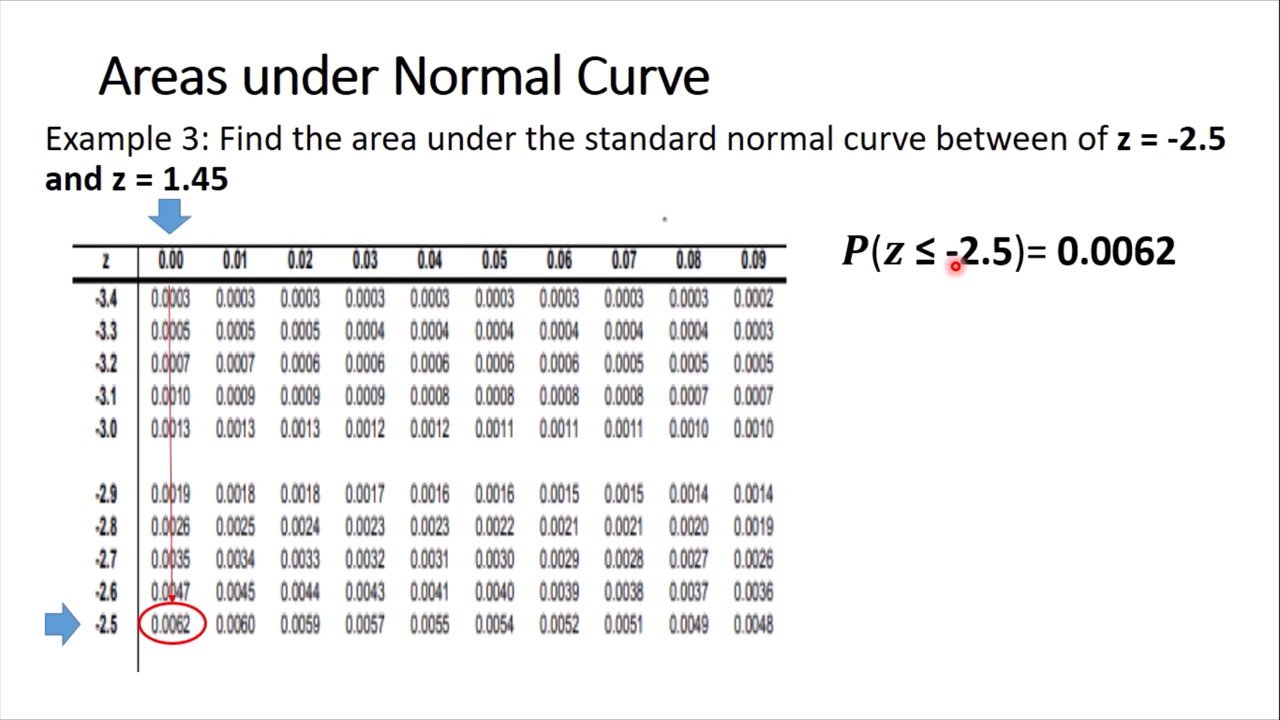 Areas under Normal Curve
Example 3: Find the area under the standard normal curve between of z = -2.5
and z = 1.45
P(z ≤ -2.5)= 0.0062
z 0.00 0.01 0.02 0.03 0.04 0.05 0.06 0.07 0.08 0.09
-3.4 0.0003 0.0003 0.0003 0.0003 0.0003 0.0003 0.0003 0.0003 0.0003 0.0002
-3.3 0.0005 0.0005 0.0005 0.0004 0.0004 0.0004 0.0004 0.0004 0.0004 0.0003
-3.2 0.0007 0.0007 0.0006 0.0006 0.0006 0.0006 0.0006 0.0005 0.0005 0.0005
-3.1 0.0010 0.0009 0.0009 0.0009 0.0008 0.0008 0.0008 0.0008 0.0007 0.0007
-3.0 0.0013 0.0013 0.0013 0.0012 0.0012 0.0011 0.0011 0.0011 0.0010 0.0010
-2.9 0.0019 0.0018 0.0018 0.0017 0.0016 0.0016 0.0015 0.0015 0.0014 0.0014
-2.8 0.0026 0.0025 0.0024 0.0023 0.0023 0.0022 0.0021 0.0021 0.0020 0.0019
-2.7 0.0035 0.0034 0.0033 0.0032 0.0031 0.0030 0.0029 0.0028 0.0027 0.0026
-2.6 0.0047 0.0045 0.0044 0.0043 0.0041 0.0040 0.0039 0.0038 0.0037 0.0036
-2.5 0.0062 0.0060 0.0059 0.0057 0.0055 0.0054 0.0052 0.0051 0.0049 0.0048